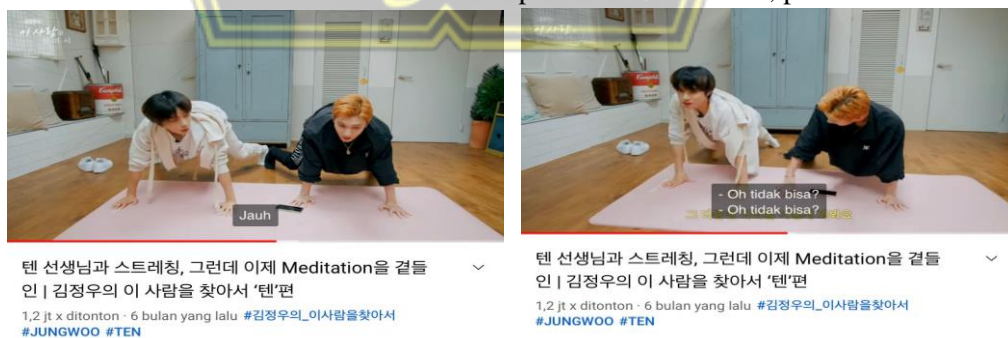 Jauh
텐 선생님과 스트레칭, 그런데 이제 Meditation을 곁들
인 | 김정우의 이 사람을 찾아서 ‘텐’편
1,2 jt x ditonton · 6 bulan yang lalu #김정우의_이사람을찾아서
#JUNGWOO #TEN
- Oh tidak bisa?
- Oh tidak bisa?
텐 선생님과 스트레칭, 그런데 이제 Meditation을 곁들
인 | 김정우의 이 사람을 찾아서 ‘텐’편
1,2 jt x ditonton · 6 bulan yang lalu #김정우의_이사람을찾아서
#JUNGWOO #TEN